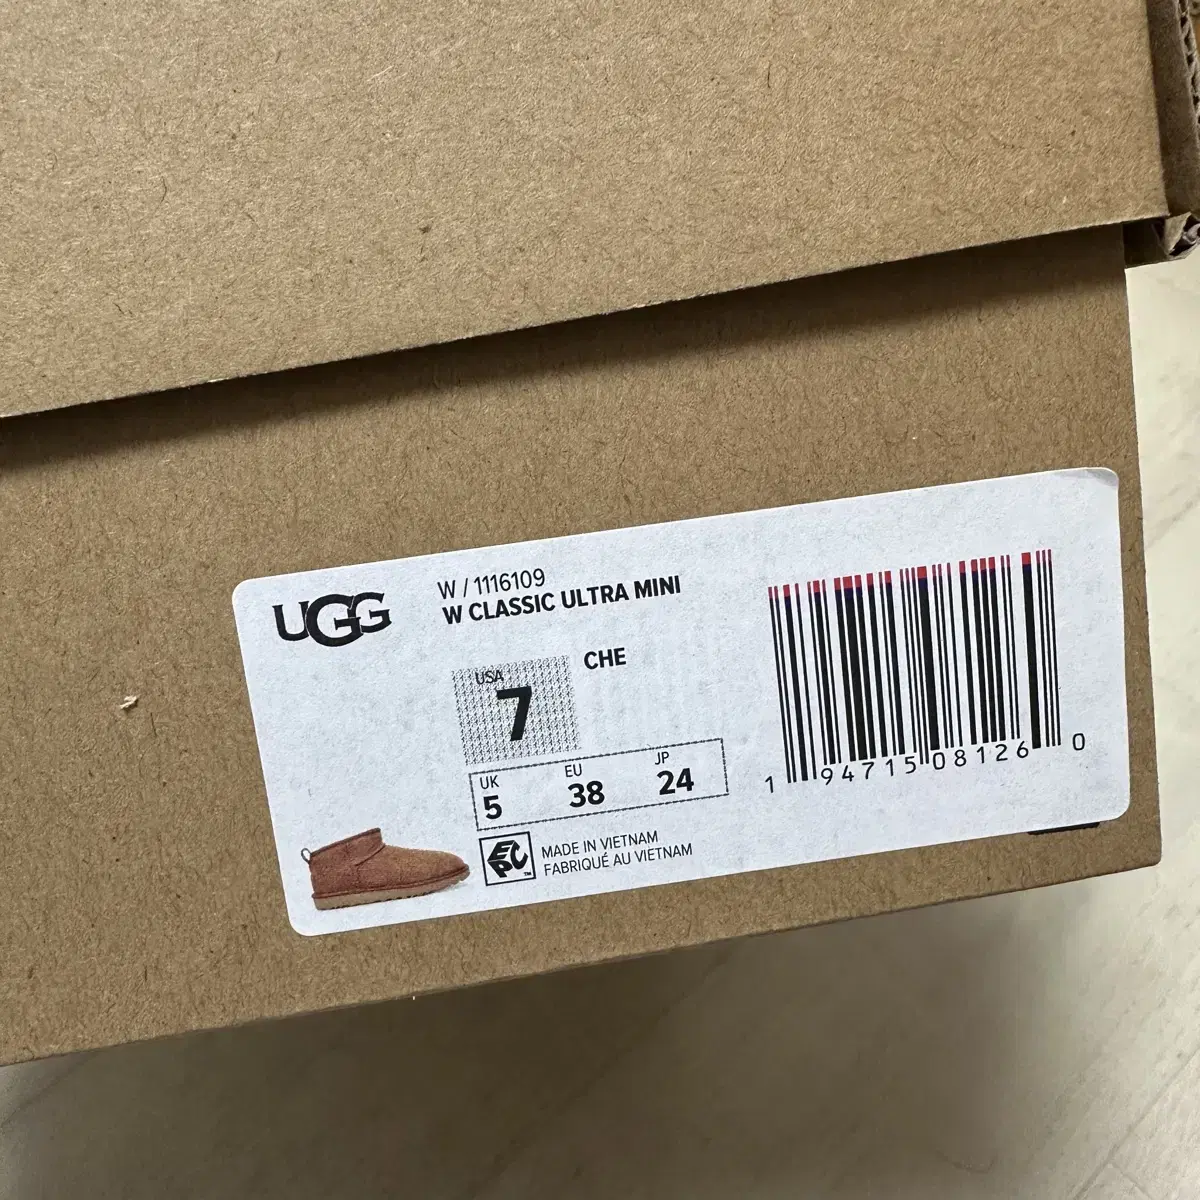 UGG
W / 1116109
W CLASSIC ULTRA MINI
CHE
USA
7
UK EU JP
5 38 24
EPC™
MADE IN VIETNAM
FABRIQUÉ AU VIETNAM
1 94715 08126 0